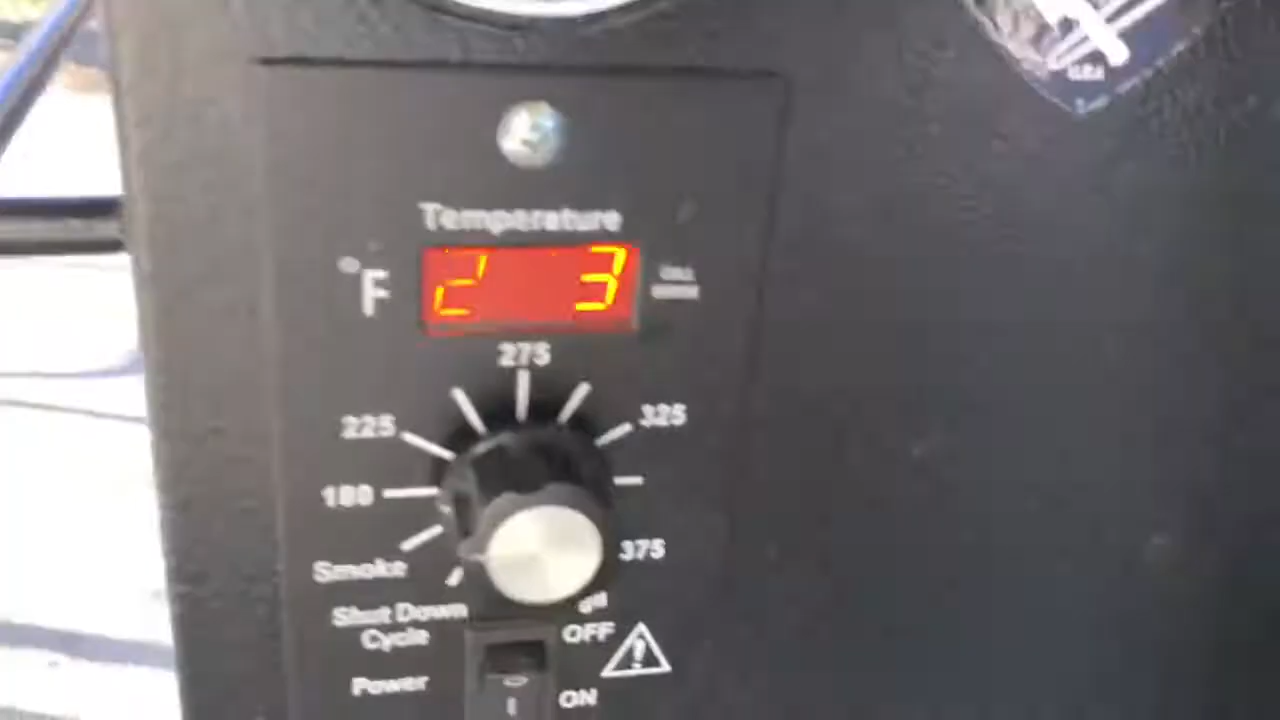 Temperature
°F
2 3
275
225
325
180
375
Smoke
Shut Down
Cycle
OFF
Power
ON